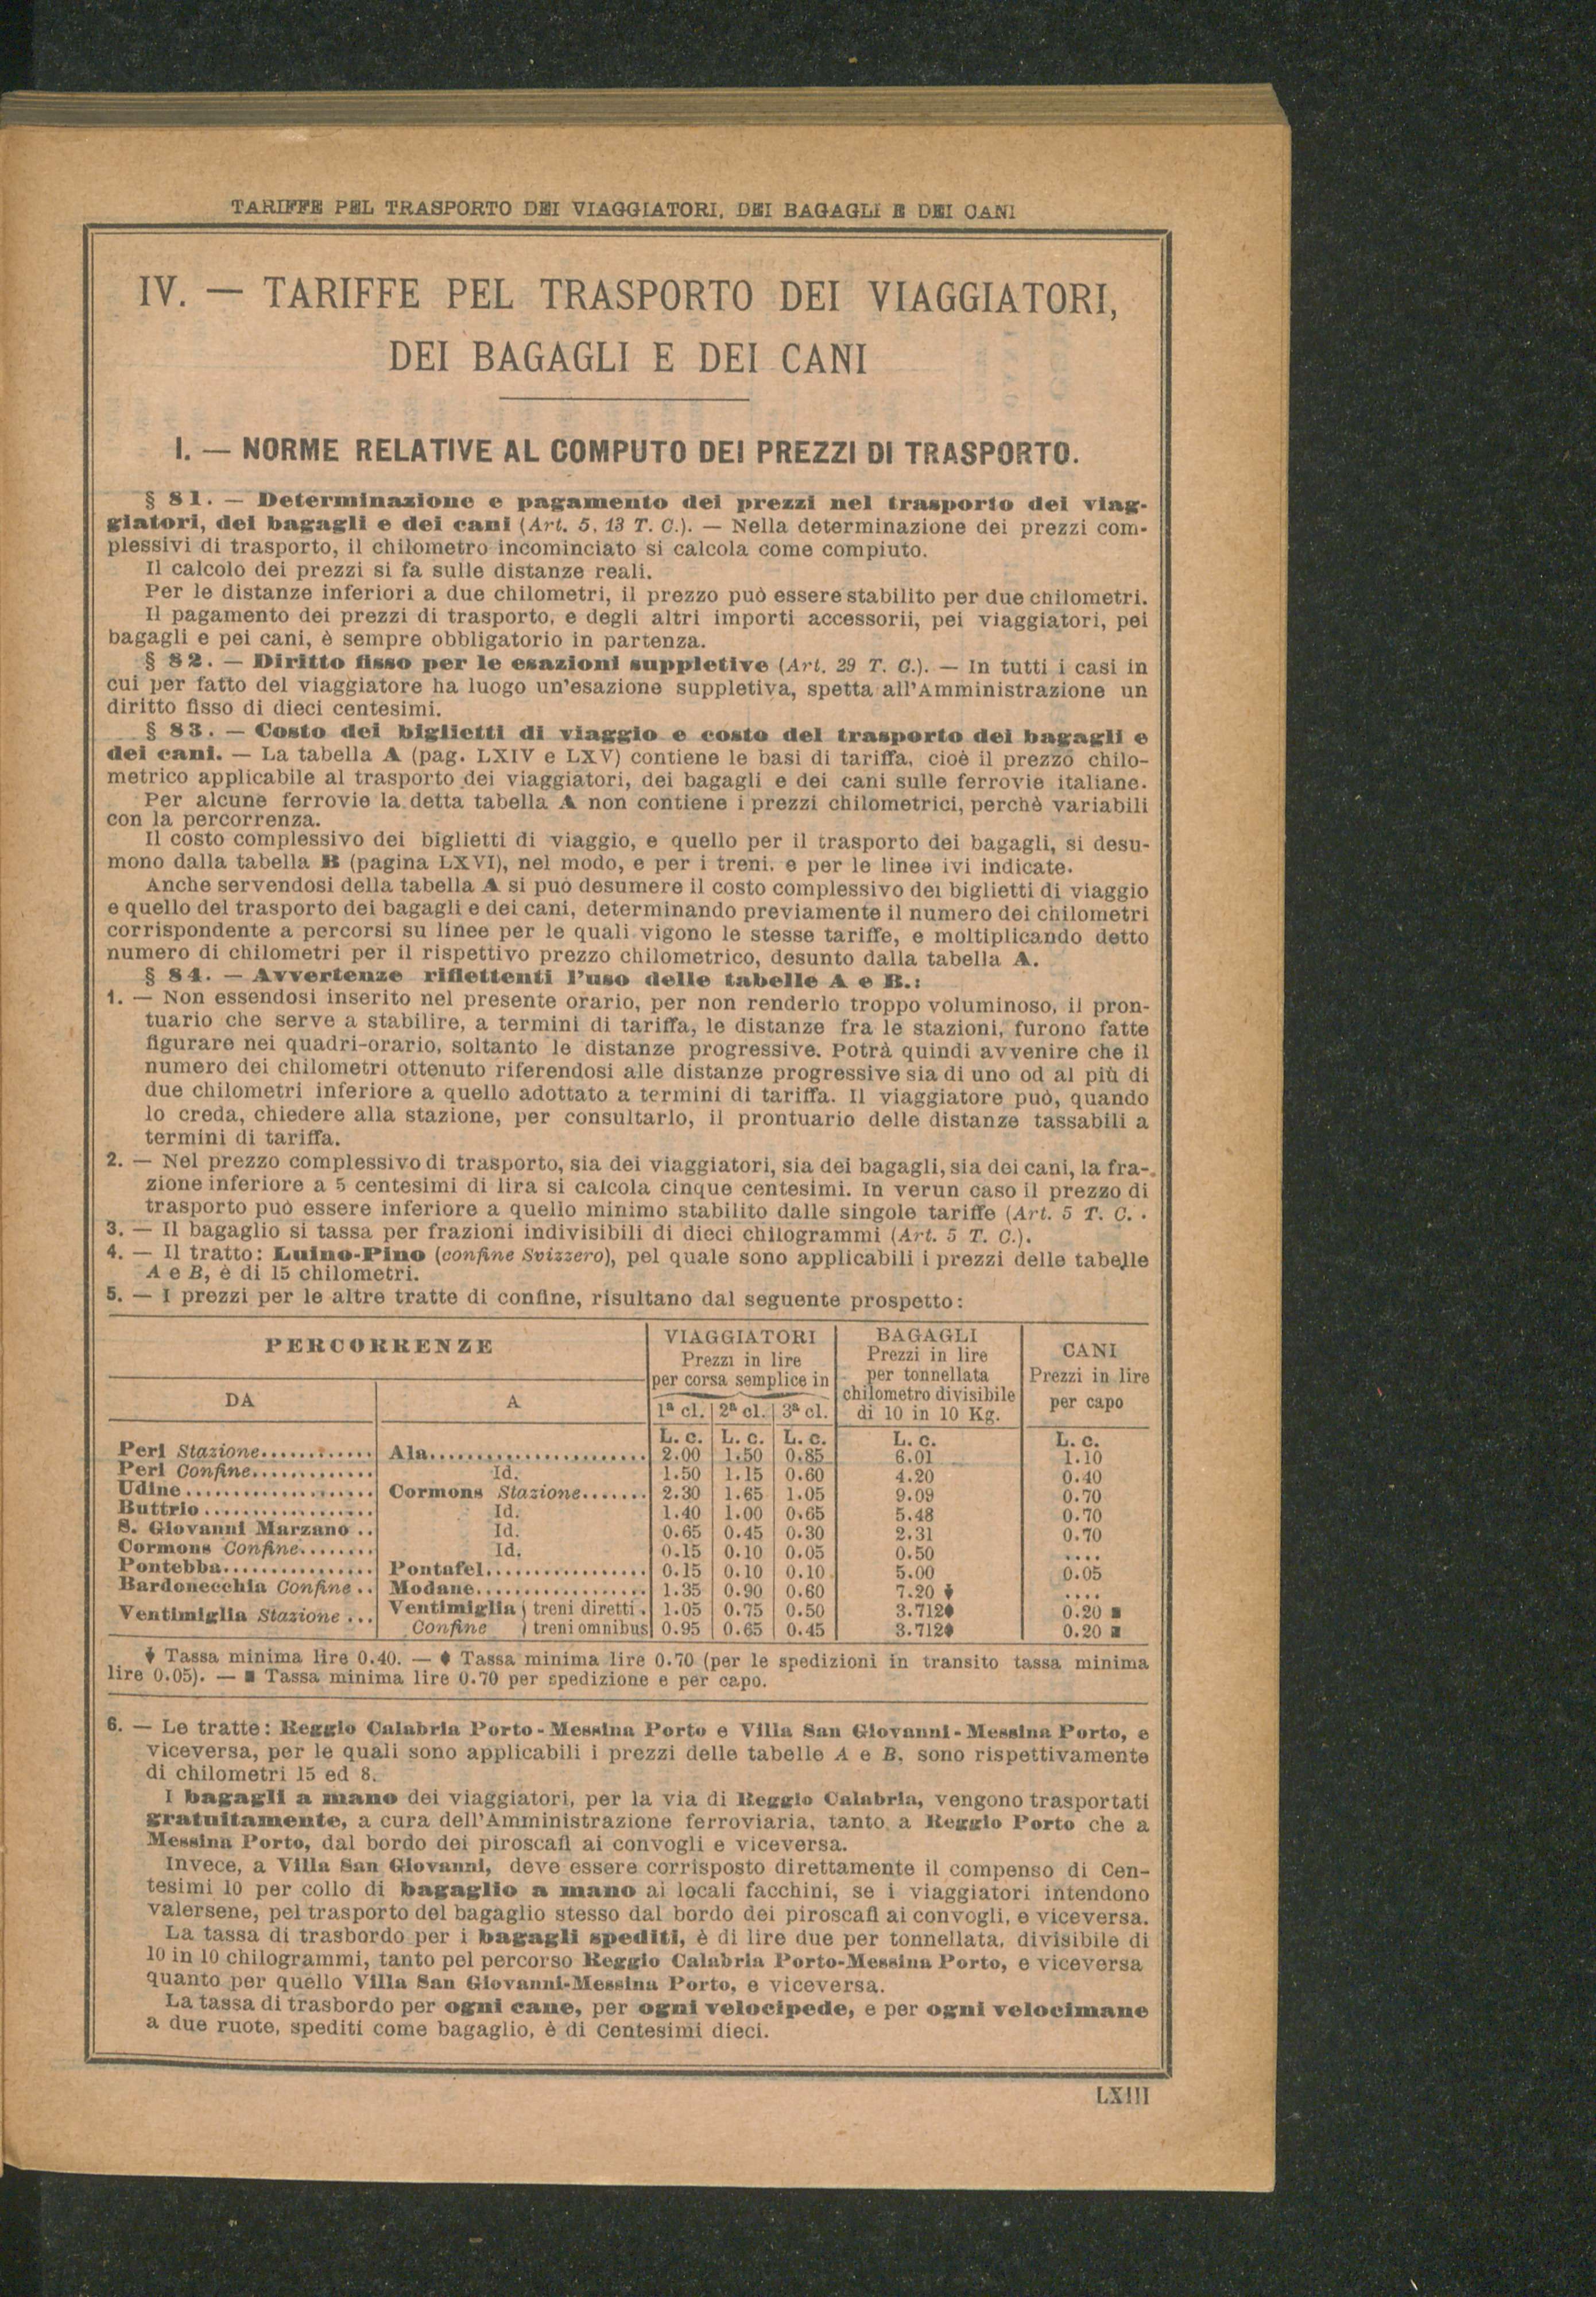 TARIFFE PEL TRASPORTO DEI VIAGGIATORI, DEI BAGAGLI E DEI CANI
IV. — TARIFFE PEL TRASPORTO DEI VIAGGIATORI,
DEI BAGAGLI E DEI CANI
I. — NORME RELATIVE AL COMPUTO DEI PREZZI DI TRASPORTO.
§ 81. — Determinazione e pagamento dei prezzi nel trasporto dei viag-
giatori, dei bagagli e dei cani (Art. 5, 13 T. C.). — Nella determinazione dei prezzi com-
plessivi di trasporto, il chilometro incominciato si calcola come compiuto.
Il calcolo dei prezzi si fa sulle distanze reali.
Per le distanze inferiori a due chilometri, il prezzo può essere stabilito per due chilometri.
Il pagamento dei prezzi di trasporto, e degli altri importi accessorii, pei viaggiatori, pei
bagagli e pei cani, è sempre obbligatorio in partenza.
§ 82. — Diritto fisso per le esazioni suppletive (Art. 29 T. C.). — In tutti i casi in
cui per fatto del viaggiatore ha luogo un'esazione suppletiva, spetta all'Amministrazione un
diritto fisso di dieci centesimi.
§ 83. — Costo dei biglietti di viaggio e costo del trasporto dei bagagli e
dei cani. — La tabella A (pag. LXIV e LXV) contiene le basi di tariffa, cioè il prezzo chilo-
metrico applicabile al trasporto dei viaggiatori, dei bagagli e dei cani sulle ferrovie italiane.
Per alcune ferrovie la detta tabella A non contiene i prezzi chilometrici, perchè variabili
con la percorrenza.
Il costo complessivo dei biglietti di viaggio, e quello per il trasporto dei bagagli, si desu-
mono dalla tabella B (pagina LXVI), nel modo, e per i treni, e per le linee ivi indicate.
Anche servendosi della tabella A si può desumere il costo complessivo dei biglietti di viaggio
e quello del trasporto dei bagagli e dei cani, determinando previamente il numero dei chilometri
corrispondente a percorsi su linee per le quali vigono le stesse tariffe, e moltiplicando detto
numero di chilometri per il rispettivo prezzo chilometrico, desunto dalla tabella A.
§ 84. — Avvertenze riflettenti l'uso delle tabelle A e B.:
1. — Non essendosi inserito nel presente orario, per non renderlo troppo voluminoso, il pron-
tuario che serve a stabilire, a termini di tariffa, le distanze fra le stazioni, furono fatte
figurare nei quadri-orario, soltanto le distanze progressive. Potrà quindi avvenire che il
numero dei chilometri ottenuto riferendosi alle distanze progressive sia di uno od al più di
due chilometri inferiore a quello adottato a termini di tariffa. Il viaggiatore può, quando
lo creda, chiedere alla stazione, per consultarlo, il prontuario delle distanze tassabili a
termini di tariffa.
2. — Nel prezzo complessivo di trasporto, sia dei viaggiatori, sia dei bagagli, sia dei cani, la fra-
zione inferiore a 5 centesimi di lira si calcola cinque centesimi. In verun caso il prezzo di
trasporto può essere inferiore a quello minimo stabilito dalle singole tariffe (Art. 5 T. C. .
3. — Il bagaglio si tassa per frazioni indivisibili di dieci chilogrammi (Art. 5 T. C.).
4. — Il tratto: Luino-Pino (confine Svizzero), pel quale sono applicabili i prezzi delle tabelle
A e B, è di 15 chilometri.
5. — I prezzi per le altre tratte di confine, risultano dal seguente prospetto:
PERCORRENZE VIAGGIATORI BAGAGLI CANI
Prezzi in lire Prezzi in lire Prezzi in lire
per corsa semplice in per tonnellata per capo
DA A chilometro divisibile
1ª cl. 2ª cl. 3ª cl. di 10 in 10 Kg.
L. c. L. c. L. c. L. c. L. c.
Peri Stazione............ Ala...................... 2.00 1.50 0.85 6.01 1.10
Peri Confine............. Id. 1.50 1.15 0.60 4.20 0.40
Udine................... Cormons Stazione....... 2.30 1.65 1.05 9.09 0.70
Buttrio................. Id. 1.40 1.00 0.65 5.48 0.70
S. Giovanni Marzano .. Id. 0.65 0.45 0.30 2.31 0.70
Cormons Confine........ Id. 0.15 0.10 0.05 0.50 ....
Pontebba............... Pontafel................ 0.15 0.10 0.10 5.00 0.05
Bardonecchia Confine .. Modane................. 1.35 0.90 0.60 7.20 ♦ ....
Ventimiglia Stazione ... Ventimiglia treni diretti . 1.05 0.75 0.50 3.712♦ 0.20 ■
Confine treni omnibus 0.95 0.65 0.45 3.712♦ 0.20 ■
♦ Tassa minima lire 0.40. — ♦ Tassa minima lire 0.70 (per le spedizioni in transito tassa minima
lire 0.05). — ■ Tassa minima lire 0.70 per spedizione e per capo.
6. — Le tratte: Reggio Calabria Porto - Messina Porto e Villa San Giovanni - Messina Porto, e
viceversa, per le quali sono applicabili i prezzi delle tabelle A e B, sono rispettivamente
di chilometri 15 ed 8.
I bagagli a mano dei viaggiatori, per la via di Reggio Calabria, vengono trasportati
gratuitamente, a cura dell'Amministrazione ferroviaria, tanto a Reggio Porto che a
Messina Porto, dal bordo dei piroscafi ai convogli e viceversa.
Invece, a Villa San Giovanni, deve essere corrisposto direttamente il compenso di Cen-
tesimi 10 per collo di bagaglio a mano ai locali facchini, se i viaggiatori intendono
valersene, pel trasporto del bagaglio stesso dal bordo dei piroscafi ai convogli, e viceversa.
La tassa di trasbordo per i bagagli spediti, è di lire due per tonnellata, divisibile di
10 in 10 chilogrammi, tanto pel percorso Reggio Calabria Porto-Messina Porto, e viceversa
quanto per quello Villa San Giovanni-Messina Porto, e viceversa.
La tassa di trasbordo per ogni cane, per ogni velocipede, e per ogni velocimane
a due ruote, spediti come bagaglio, è di Centesimi dieci.
LXIII